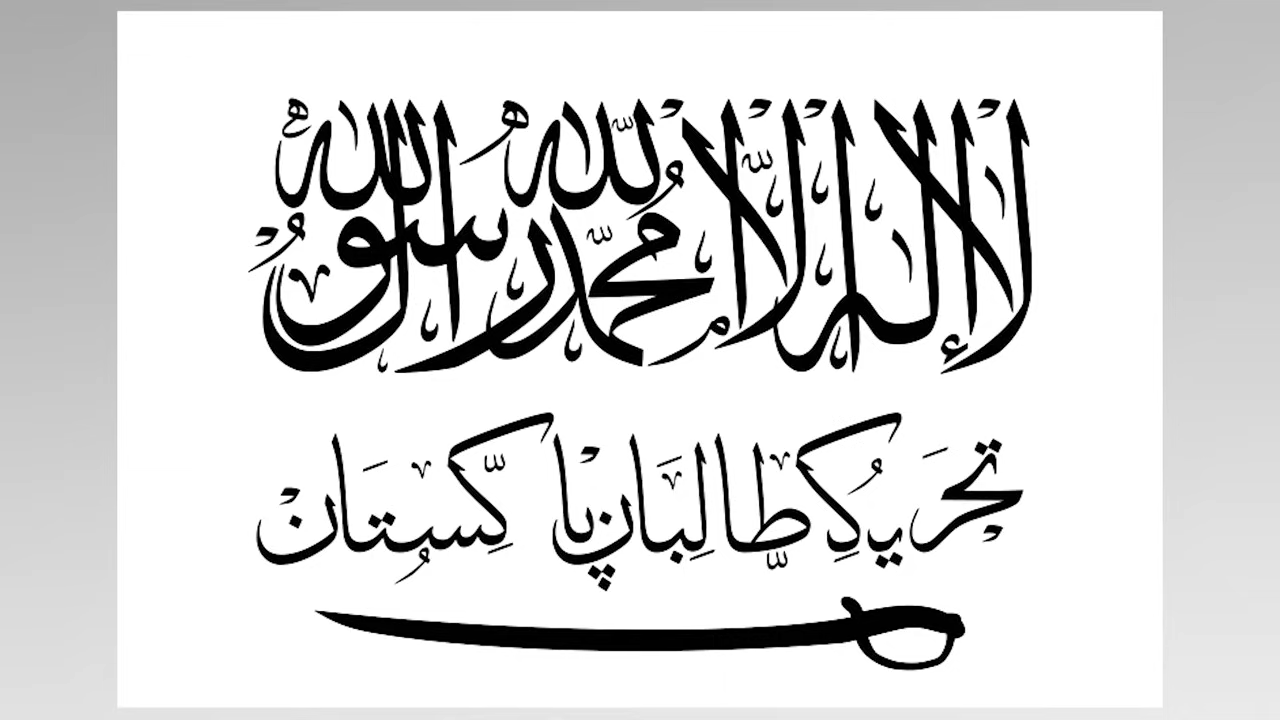 لا إله إلا الله محمد رسول الله
تحریک طالبان پاکستان